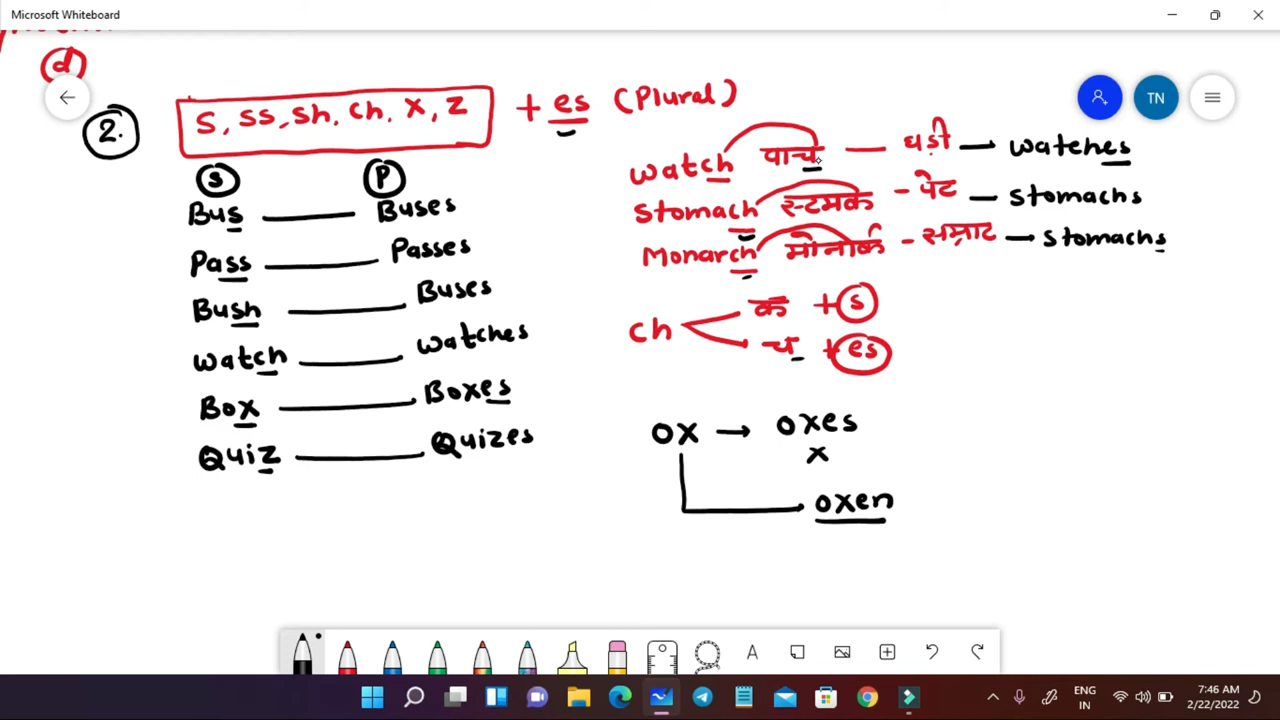 Microsoft Whiteboard
d
2.
S, SS, Sh, Ch, X, Z + es (Plural)
S P
Bus Buses
Pass Passes
Bush Buses
Watch Watches
Box Boxes
Quiz Quizes
Watch वाच — घड़ी → Watches
Stomach स्टमक - पेट — Stomachs
Monarch मोनार्क - सम्राट → Stomachs
Ch क + s
च + es
OX → OXes
x
Oxen
TN
A
ENG
IN
7:46 AM
2/22/2022